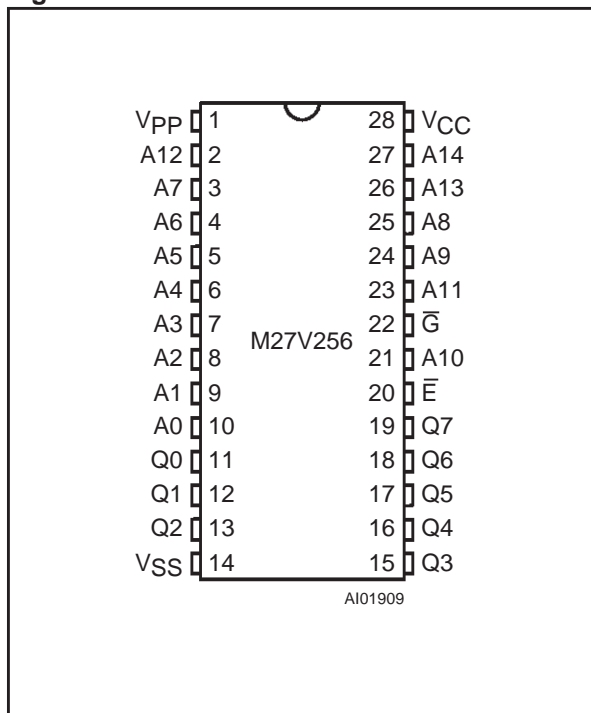 VPP 1 28 VCC
A12 2 27 A14
A7 3 26 A13
A6 4 25 A8
A5 5 24 A9
A4 6 23 A11
A3 7 22 G̅
M27V256
A2 8 21 A10
A1 9 20 E̅
A0 10 19 Q7
Q0 11 18 Q6
Q1 12 17 Q5
Q2 13 16 Q4
VSS 14 15 Q3
AI01909